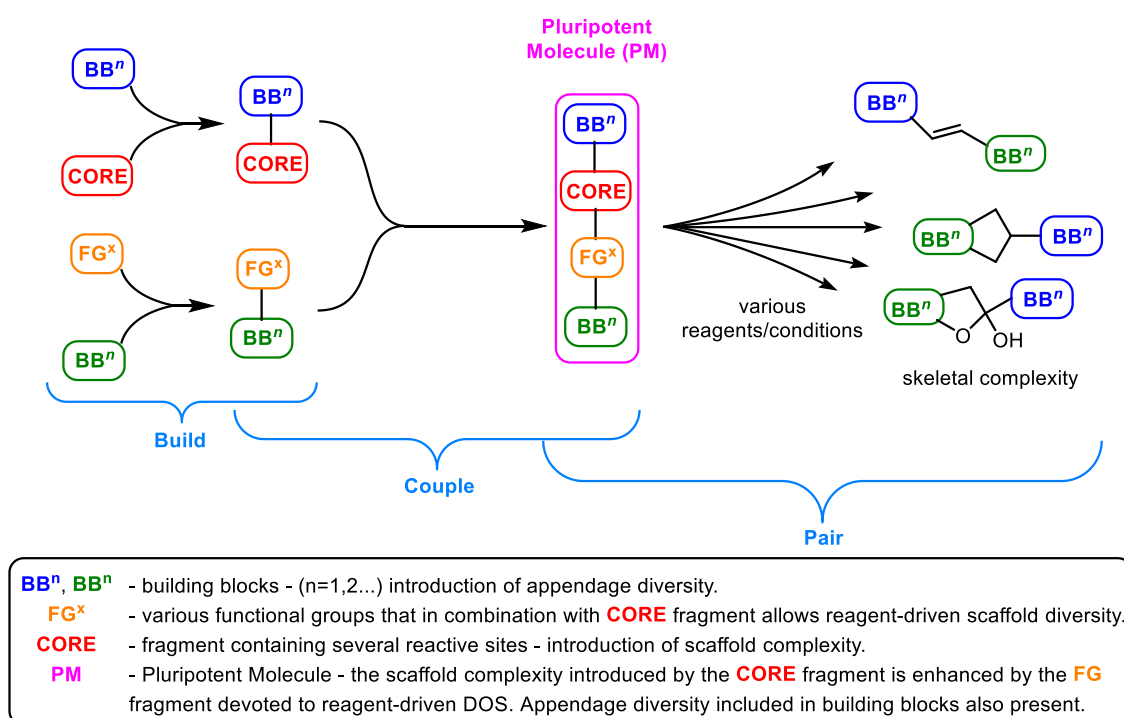 Pluripotent
Molecule (PM)
BBⁿ
CORE
BBⁿ
CORE
FGˣ
BBⁿ
FGˣ
BBⁿ
BBⁿ
CORE
FGˣ
BBⁿ
various
reagents/conditions
BBⁿ
BBⁿ
BBⁿ
BBⁿ
BBⁿ
BBⁿ
O
OH
skeletal complexity
Build
Couple
Pair
BBⁿ, BBⁿ - building blocks - (n=1,2...) introduction of appendage diversity.
FGˣ - various functional groups that in combination with CORE fragment allows reagent-driven scaffold diversity.
CORE - fragment containing several reactive sites - introduction of scaffold complexity.
PM - Pluripotent Molecule - the scaffold complexity introduced by the CORE fragment is enhanced by the FG
fragment devoted to reagent-driven DOS. Appendage diversity included in building blocks also present.